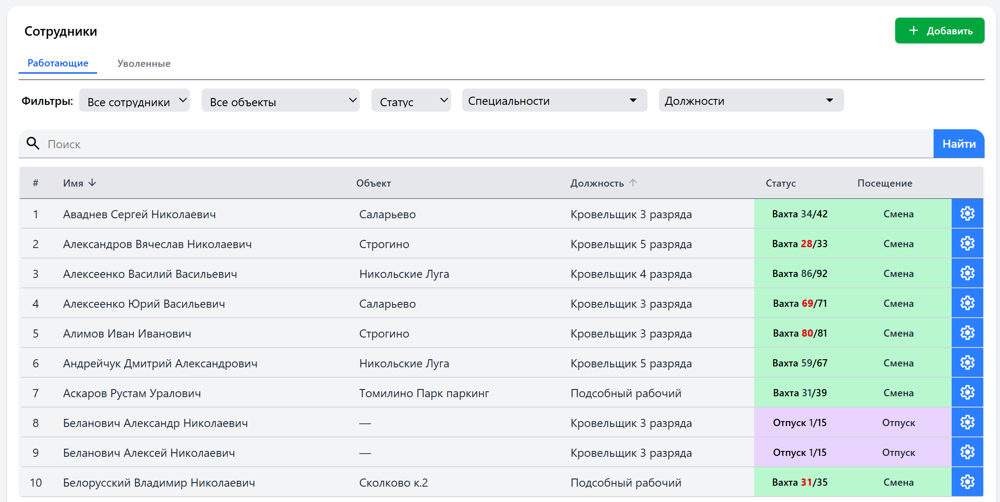 Сотрудники
+ Добавить
Работающие Уволенные
Фильтры: Все сотрудники Все объекты Статус Специальности Должности
Поиск Найти
# Имя ↓ Объект Должность ↑ Статус Посещение
1 Аваднев Сергей Николаевич Саларьево Кровельщик 3 разряда Вахта 34/42 Смена
2 Александров Вячеслав Николаевич Строгино Кровельщик 5 разряда Вахта 28/33 Смена
3 Алексеенко Василий Васильевич Никольские Луга Кровельщик 4 разряда Вахта 86/92 Смена
4 Алексеенко Юрий Васильевич Саларьево Кровельщик 3 разряда Вахта 69/71 Смена
5 Алимов Иван Иванович Строгино Кровельщик 3 разряда Вахта 80/81 Смена
6 Андрейчук Дмитрий Александрович Никольские Луга Кровельщик 5 разряда Вахта 59/67 Смена
7 Аскаров Рустам Уралович Томилино Парк паркинг Подсобный рабочий Вахта 31/39 Смена
8 Беланович Александр Николаевич — Кровельщик 3 разряда Отпуск 1/15 Отпуск
9 Беланович Алексей Николаевич — Кровельщик 3 разряда Отпуск 1/15 Отпуск
10 Белорусский Владимир Николаевич Сколково к.2 Подсобный рабочий Вахта 31/35 Смена